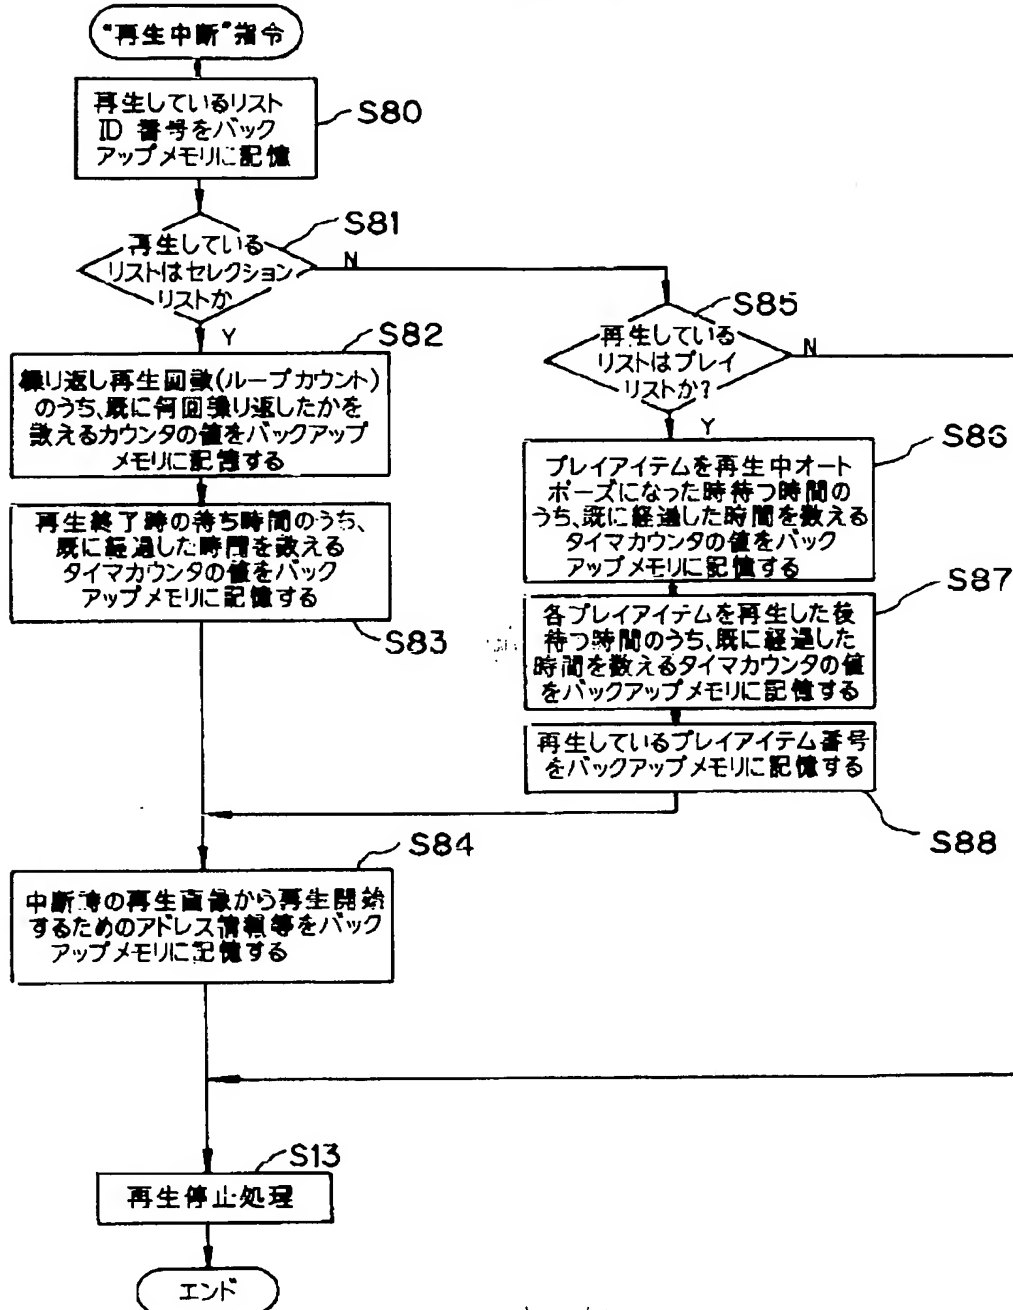 “再生中断”指令
再生しているリスト
ID 番号をバック
アップメモリに記憶
S80
再生している
リストはセレクション
リストか
S81
N
Y
繰り返し再生回数(ループカウント)
のうち、既に何回繰り返したかを
数えるカウンタの値をバックアップ
メモリに記憶する
S82
再生終了時の待ち時間のうち、
既に経過した時間を数える
タイマカウンタの値をバック
アップメモリに記憶する
S83
再生している
リストはプレイ
リストか?
S85
N
Y
プレイアイテムを再生中オート
ポーズになった時待つ時間の
うち、既に経過した時間を数える
タイマカウンタの値をバック
アップメモリに記憶する
S86
各プレイアイテムを再生した後
待つ時間のうち、既に経過した
時間を数えるタイマカウンタの値
をバックアップメモリに記憶する
S87
再生しているプレイアイテム番号
をバックアップメモリに記憶する
S88
中断時の再生画像から再生開始
するためのアドレス情報等をバック
アップメモリに記憶する
S84
再生停止処理
S13
エンド